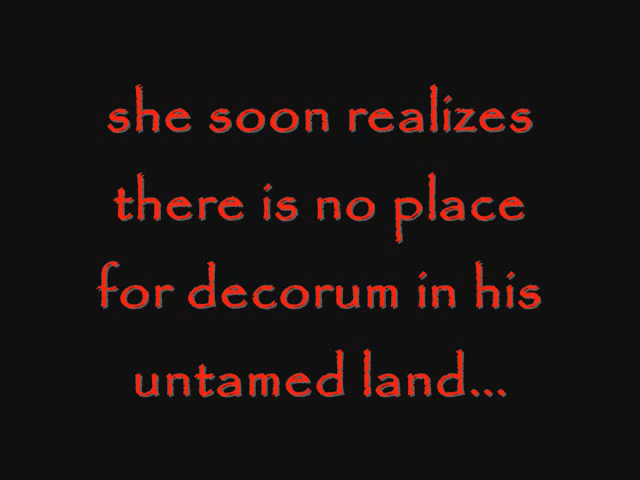 she soon realizes
there is no place
for decorum in his
untamed land...